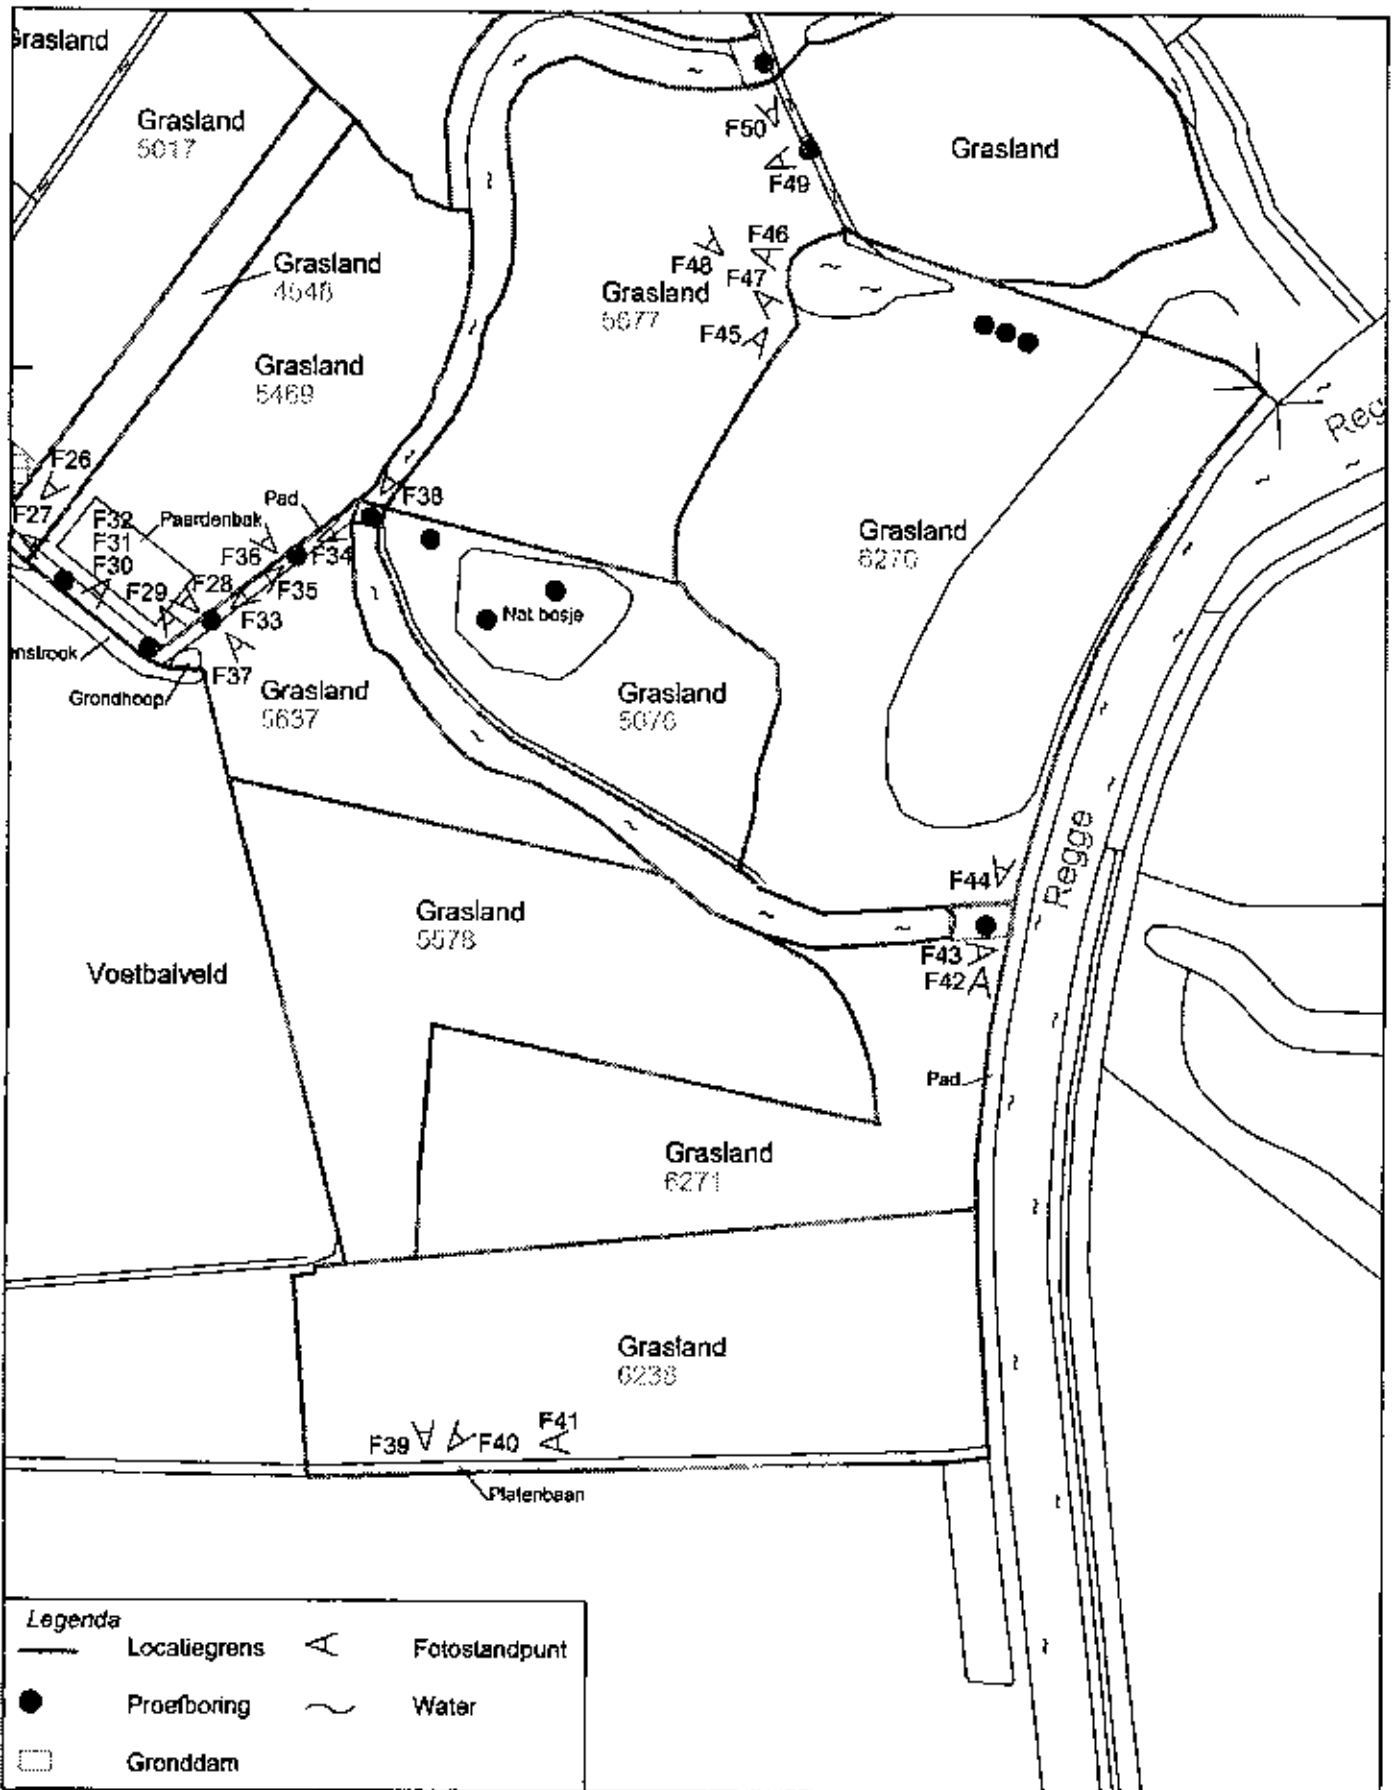 Grasland
Grasland
5017
F50
Grasland
F49
F46
F48
F47
Grasland
4548
Grasland
5677
F45
Grasland
5469
Reg
F26
F38
Pad
F27
F32
Paardenbak
F31
F36
F34
Grasland
6270
F30
F29
F28
F35
F33
Nat bosje
nstrook
F37
Grondhoop
Grasland
5637
Grasland
5076
Regge
F44
Grasland
5578
F43
F42
Voetbalveld
Pad
Grasland
6271
Grasland
6238
F39
F40
F41
Platenbaan
Legenda
Locatiegrens
Fotostandpunt
Proefboring
Water
Gronddam